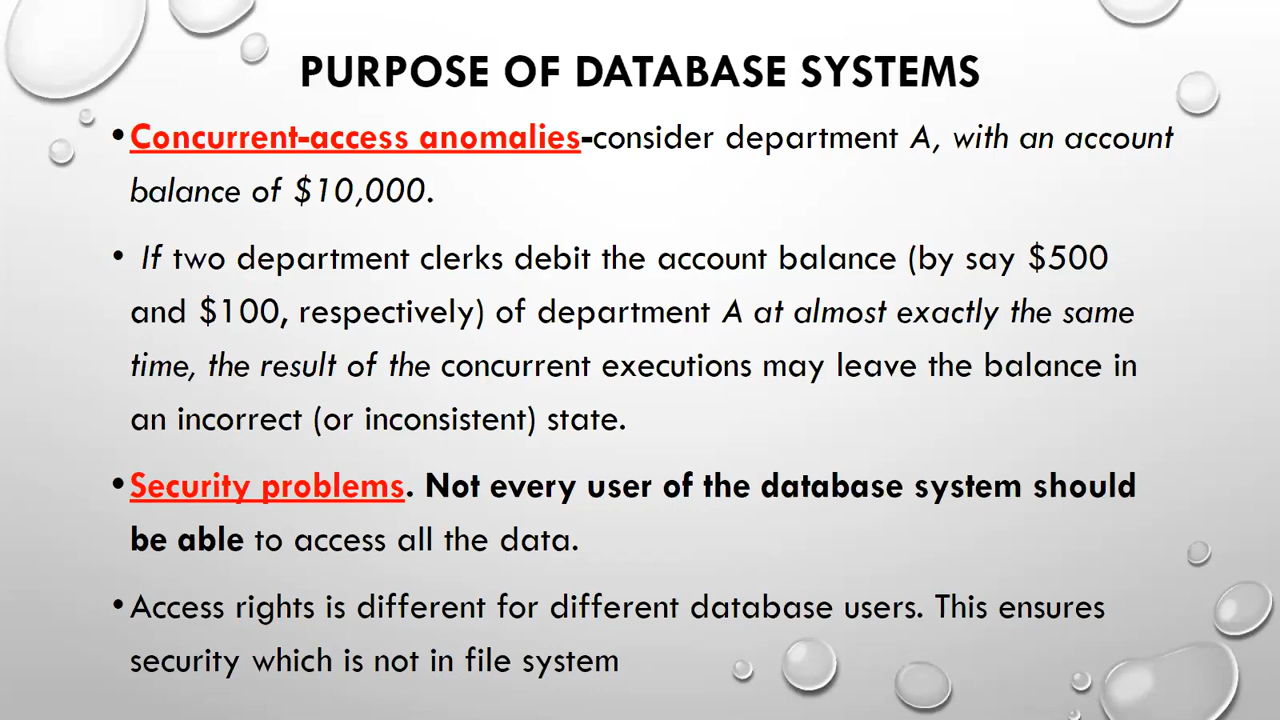 PURPOSE OF DATABASE SYSTEMS
•Concurrent-access anomalies-consider department A, with an account
balance of $10,000.
• If two department clerks debit the account balance (by say $500
and $100, respectively) of department A at almost exactly the same
time, the result of the concurrent executions may leave the balance in
an incorrect (or inconsistent) state.
•Security problems. Not every user of the database system should
be able to access all the data.
•Access rights is different for different database users. This ensures
security which is not in file system